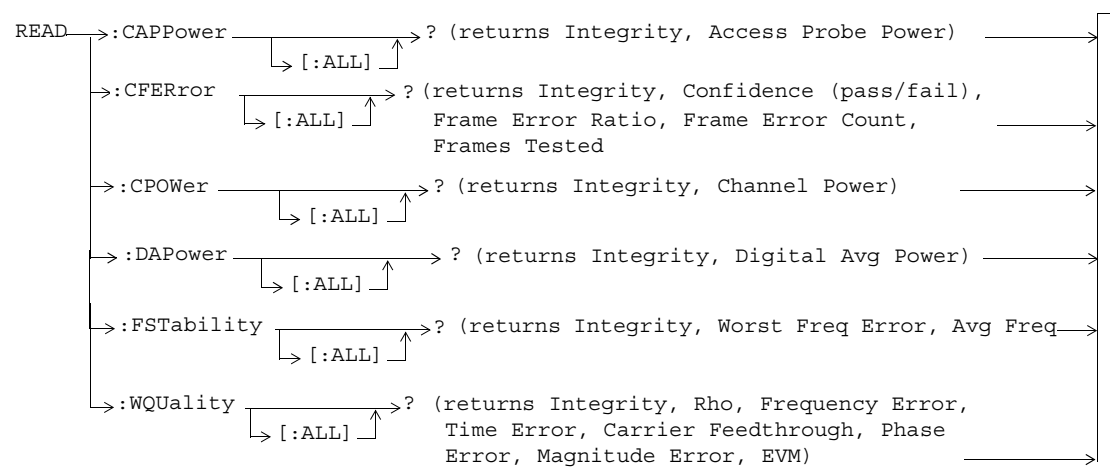 READ :CAPPower ? (returns Integrity, Access Probe Power)
[:ALL]
:CFERror ? (returns Integrity, Confidence (pass/fail),
[:ALL] Frame Error Ratio, Frame Error Count,
Frames Tested
:CPOWer ? (returns Integrity, Channel Power)
[:ALL]
:DAPower ? (returns Integrity, Digital Avg Power)
[:ALL]
:FSTability ? (returns Integrity, Worst Freq Error, Avg Freq
[:ALL]
:WQUality ? (returns Integrity, Rho, Frequency Error,
[:ALL] Time Error, Carrier Feedthrough, Phase
Error, Magnitude Error, EVM)